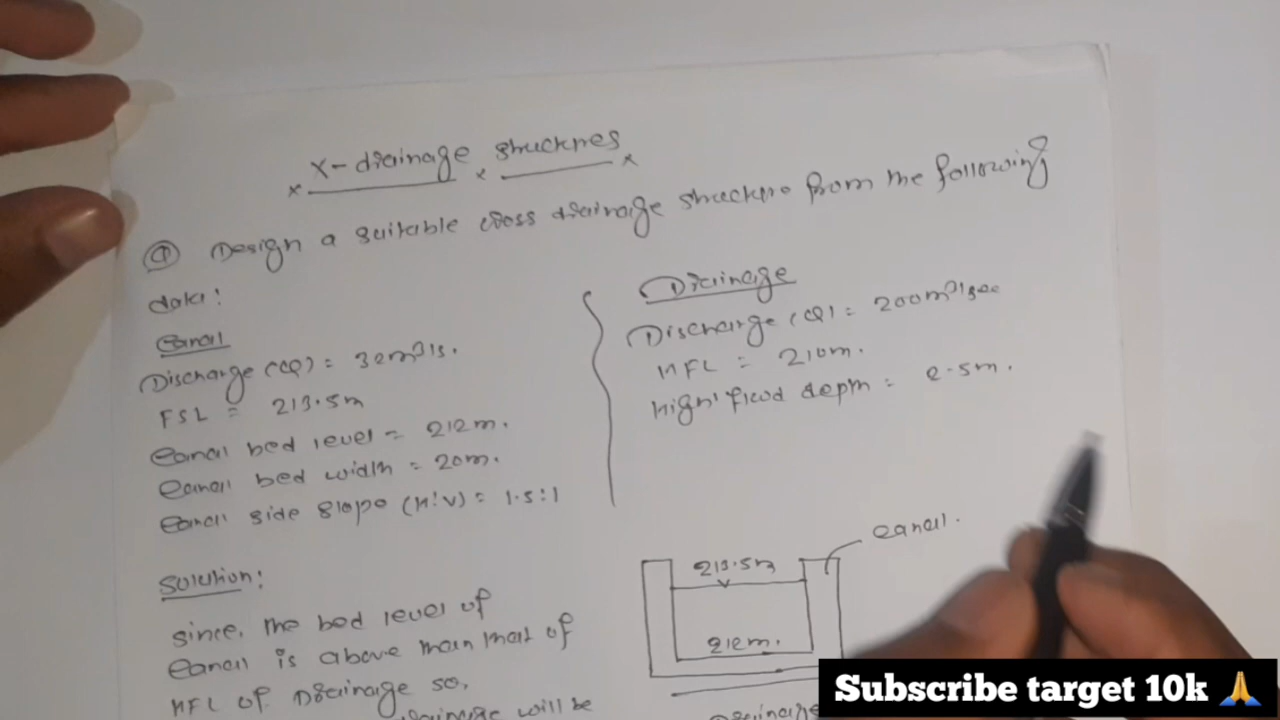 X-drainage structures
① Design a suitable cross drainage structure from the following
data:
Canal
Discharge (Q) = 32m³/s.
FSL = 213.5m
Canal bed level = 212m.
Canal bed width = 20m.
Canal side slope (H:V) = 1.5:1
Drainage
Discharge (Q) = 200m³/sec
HFL = 210m.
High flood depth = 2.5m.
Solution:
since, the bed level of
canal is above than that of
HFL of Drainage so,
will be
canal.
213.5m
212m.
Drainage
Subscribe target 10k 🙏